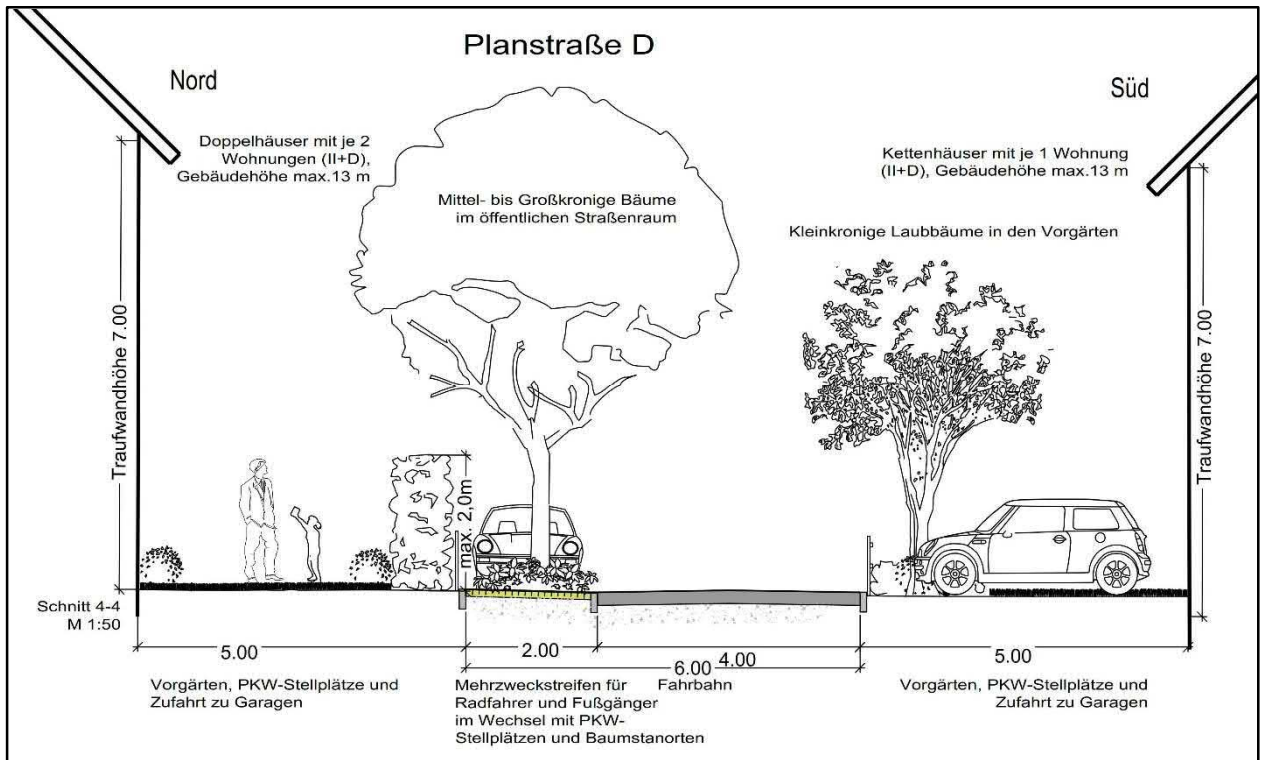 Planstraße D
Nord
Süd
Doppelhäuser mit je 2
Wohnungen (II+D),
Gebäudehöhe max.13 m
Mittel- bis Großkronige Bäume
im öffentlichen Straßenraum
Kettenhäuser mit je 1 Wohnung
(II+D), Gebäudehöhe max.13 m
Kleinkronige Laubbäume in den Vorgärten
Traufwandhöhe 7.00
max. 2,0m
Traufwandhöhe 7.00
Schnitt 4-4
M 1:50
5.00
2.00
4.00
6.00
5.00
Vorgärten, PKW-Stellplätze und
Zufahrt zu Garagen
Mehrzweckstreifen für
Radfahrer und Fußgänger
im Wechsel mit PKW-
Stellplätzen und Baumstanorten
Fahrbahn
Vorgärten, PKW-Stellplätze und
Zufahrt zu Garagen